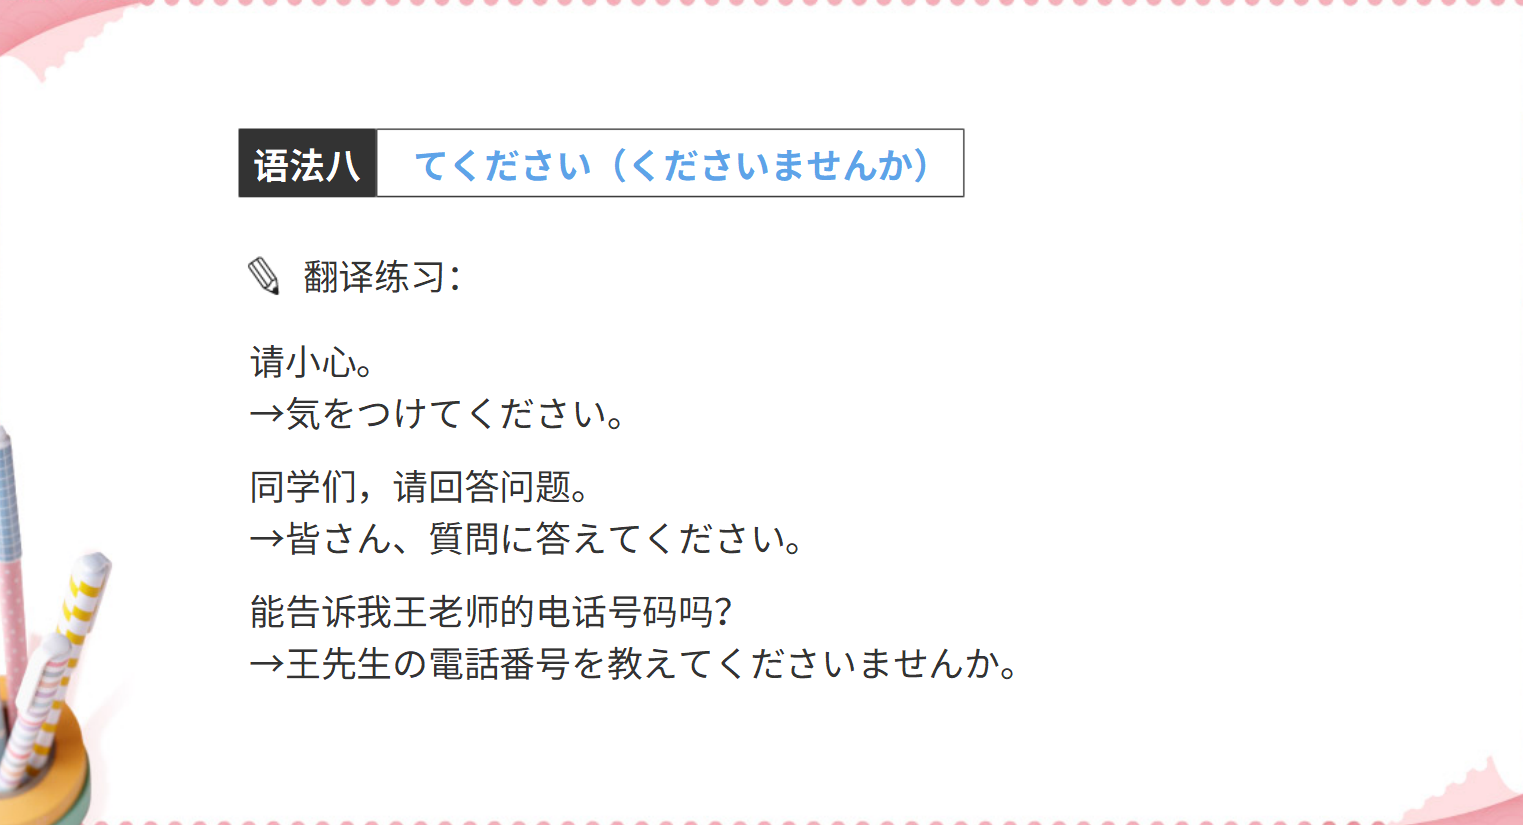 语法八 てください（くださいませんか）
翻译练习：
请小心。
→気をつけてください。
同学们，请回答问题。
→皆さん、質問に答えてください。
能告诉我王老师的电话号码吗？
→王先生の電話番号を教えてくださいませんか。